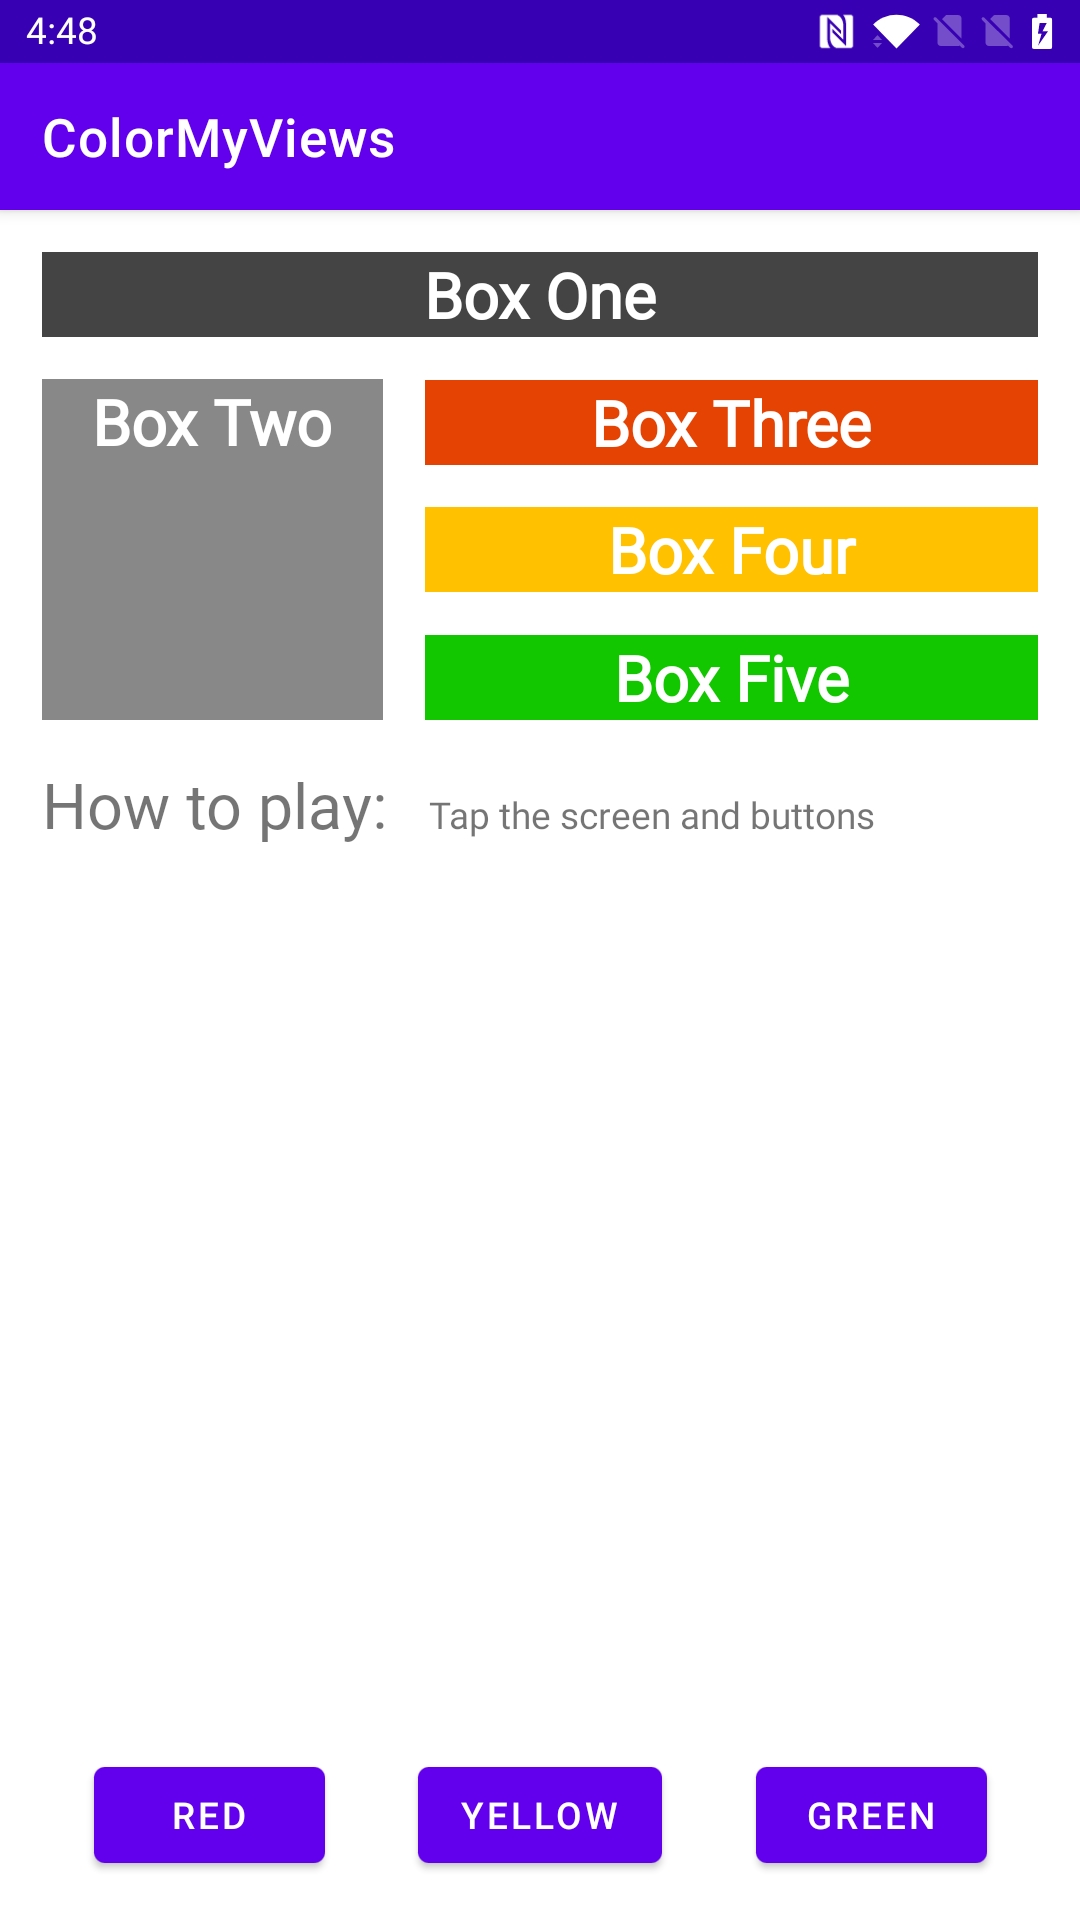 4:48
ColorMyViews
Box One
Box Two
Box Three
Box Four
Box Five
How to play: Tap the screen and buttons
RED YELLOW GREEN